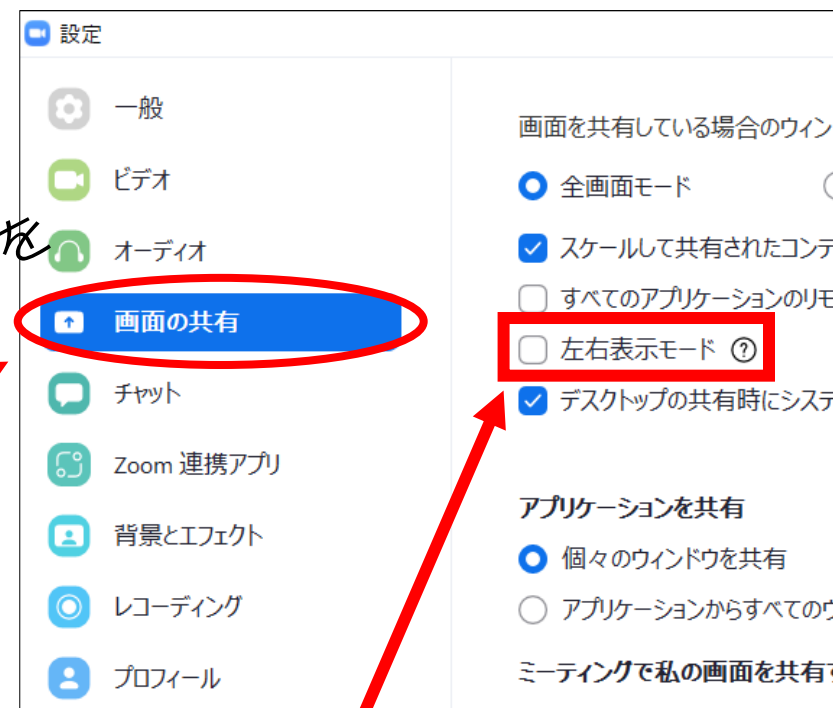 設定
一般
ビデオ
を
オーディオ
画面の共有
チャット
Zoom 連携アプリ
背景とエフェクト
レコーディング
プロフィール
画面を共有している場合のウィン
全画面モード
スケールして共有されたコンテ
すべてのアプリケーションのリモ
左右表示モード ?
デスクトップの共有時にシステ
アプリケーションを共有
個々のウィンドウを共有
アプリケーションからすべてのウ
ミーティングで私の画面を共有す